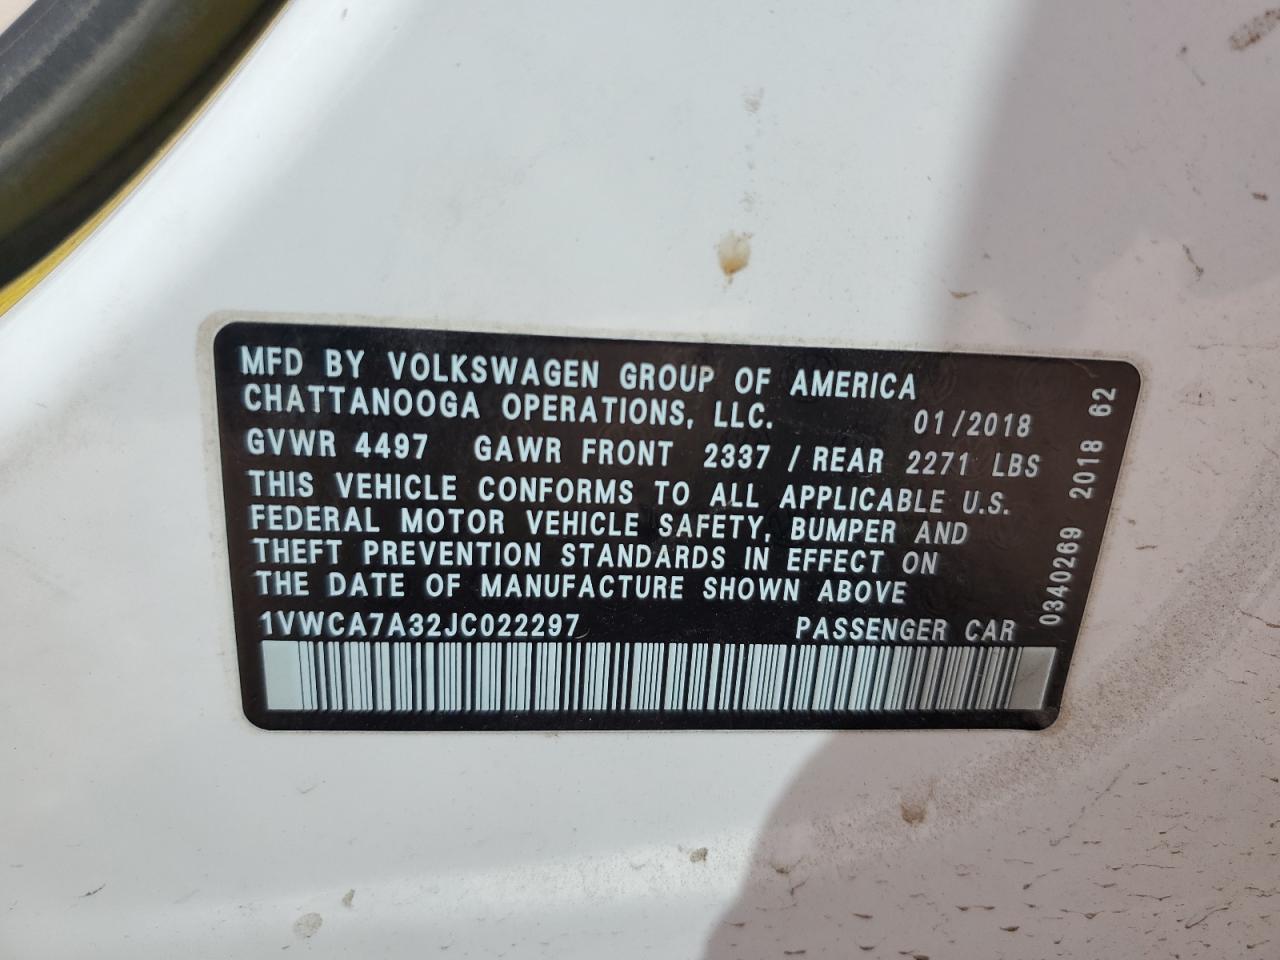 MFD BY VOLKSWAGEN GROUP OF AMERICA
CHATTANOOGA OPERATIONS, LLC. 01/2018
GVWR 4497 GAWR FRONT 2337 / REAR 2271 LBS
THIS VEHICLE CONFORMS TO ALL APPLICABLE U.S.
FEDERAL MOTOR VEHICLE SAFETY, BUMPER AND
THEFT PREVENTION STANDARDS IN EFFECT ON
THE DATE OF MANUFACTURE SHOWN ABOVE
1VWCA7A32JC022297 PASSENGER CAR
0340269 2018 62